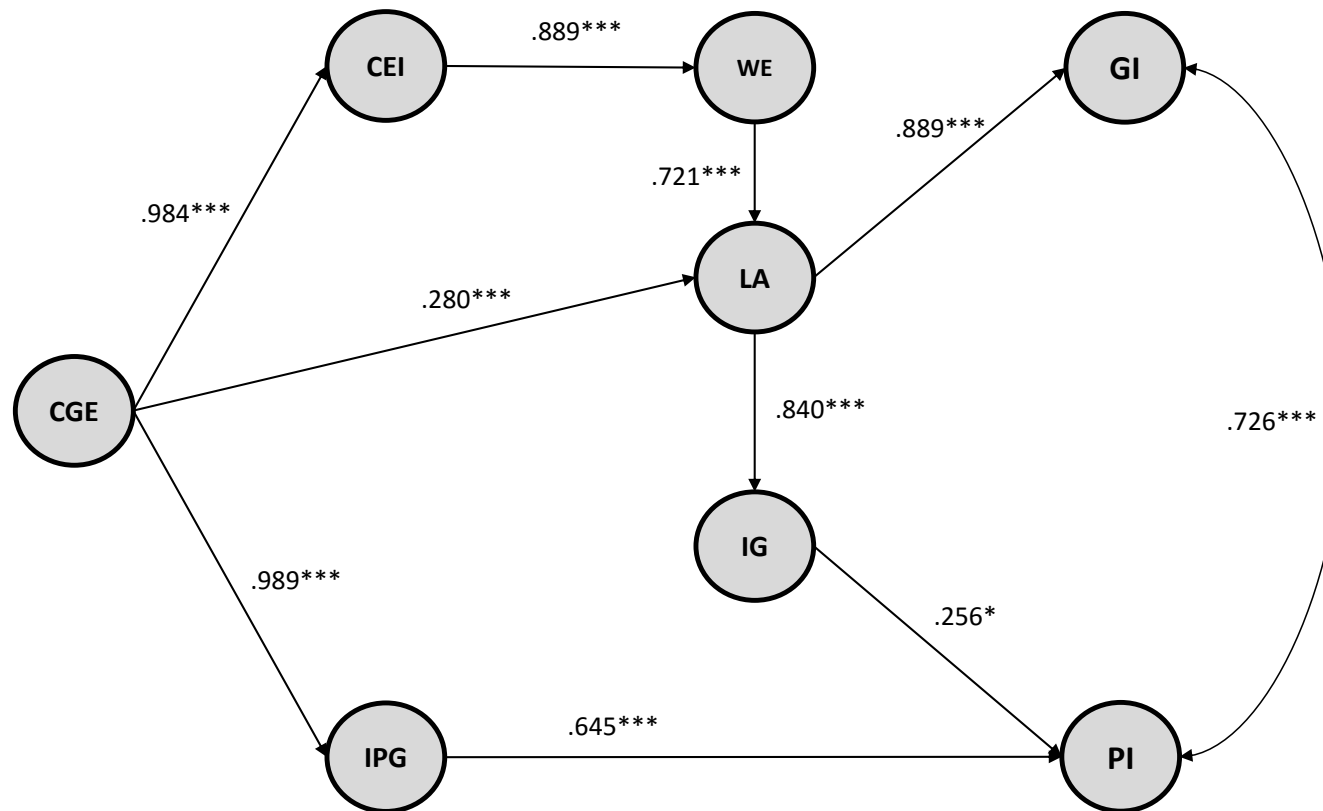 .889***
CEI
WE
GI
.889***
.721***
.984***
LA
.280***
CGE
.840***
.726***
IG
.989***
.256*
.645***
IPG
PI